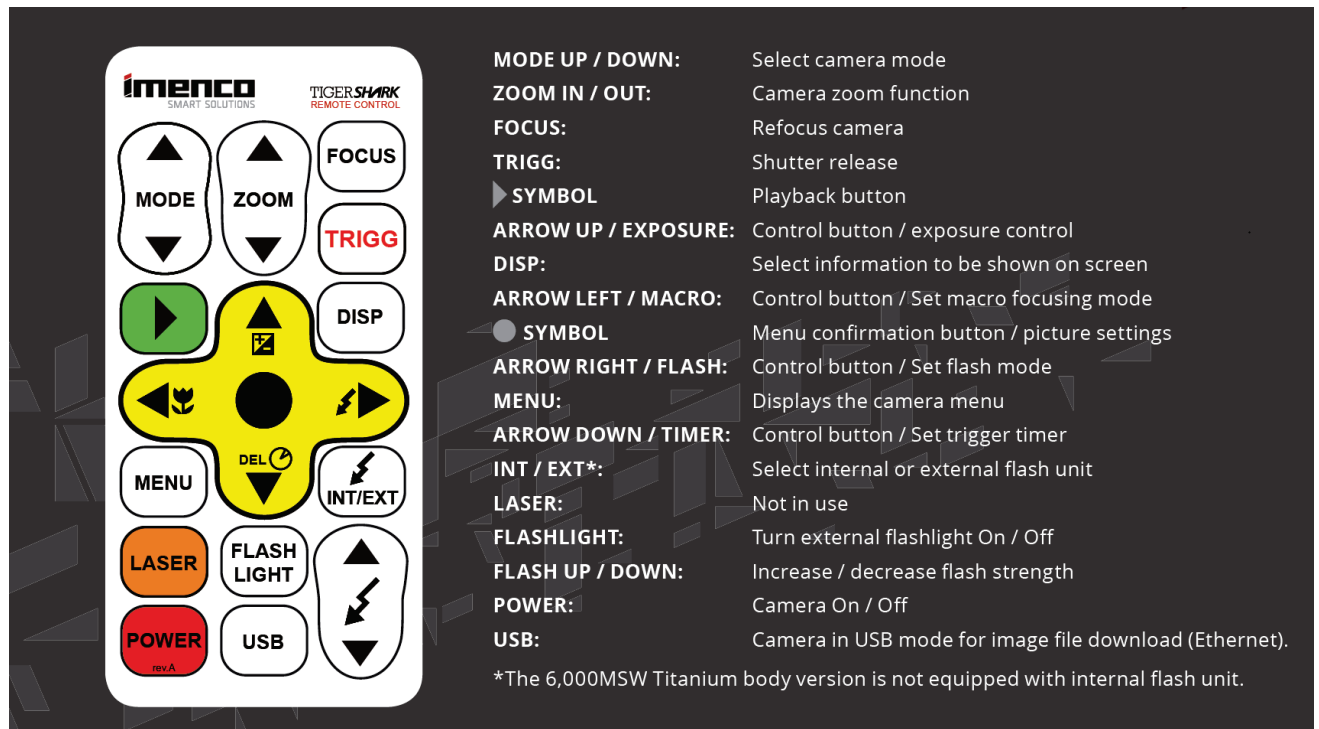 imenco
SMART SOLUTIONS
TIGERSHARK
REMOTE CONTROL
MODE
ZOOM
FOCUS
TRIGG
DISP
DEL
MENU
INT/EXT
LASER
FLASH
LIGHT
POWER
rev.A
USB
MODE UP / DOWN: Select camera mode
ZOOM IN / OUT: Camera zoom function
FOCUS: Refocus camera
TRIGG: Shutter release
SYMBOL Playback button
ARROW UP / EXPOSURE: Control button / exposure control
DISP: Select information to be shown on screen
ARROW LEFT / MACRO: Control button / Set macro focusing mode
SYMBOL Menu confirmation button / picture settings
ARROW RIGHT / FLASH: Control button / Set flash mode
MENU: Displays the camera menu
ARROW DOWN / TIMER: Control button / Set trigger timer
INT / EXT*: Select internal or external flash unit
LASER: Not in use
FLASHLIGHT: Turn external flashlight On / Off
FLASH UP / DOWN: Increase / decrease flash strength
POWER: Camera On / Off
USB: Camera in USB mode for image file download (Ethernet).
*The 6,000MSW Titanium body version is not equipped with internal flash unit.